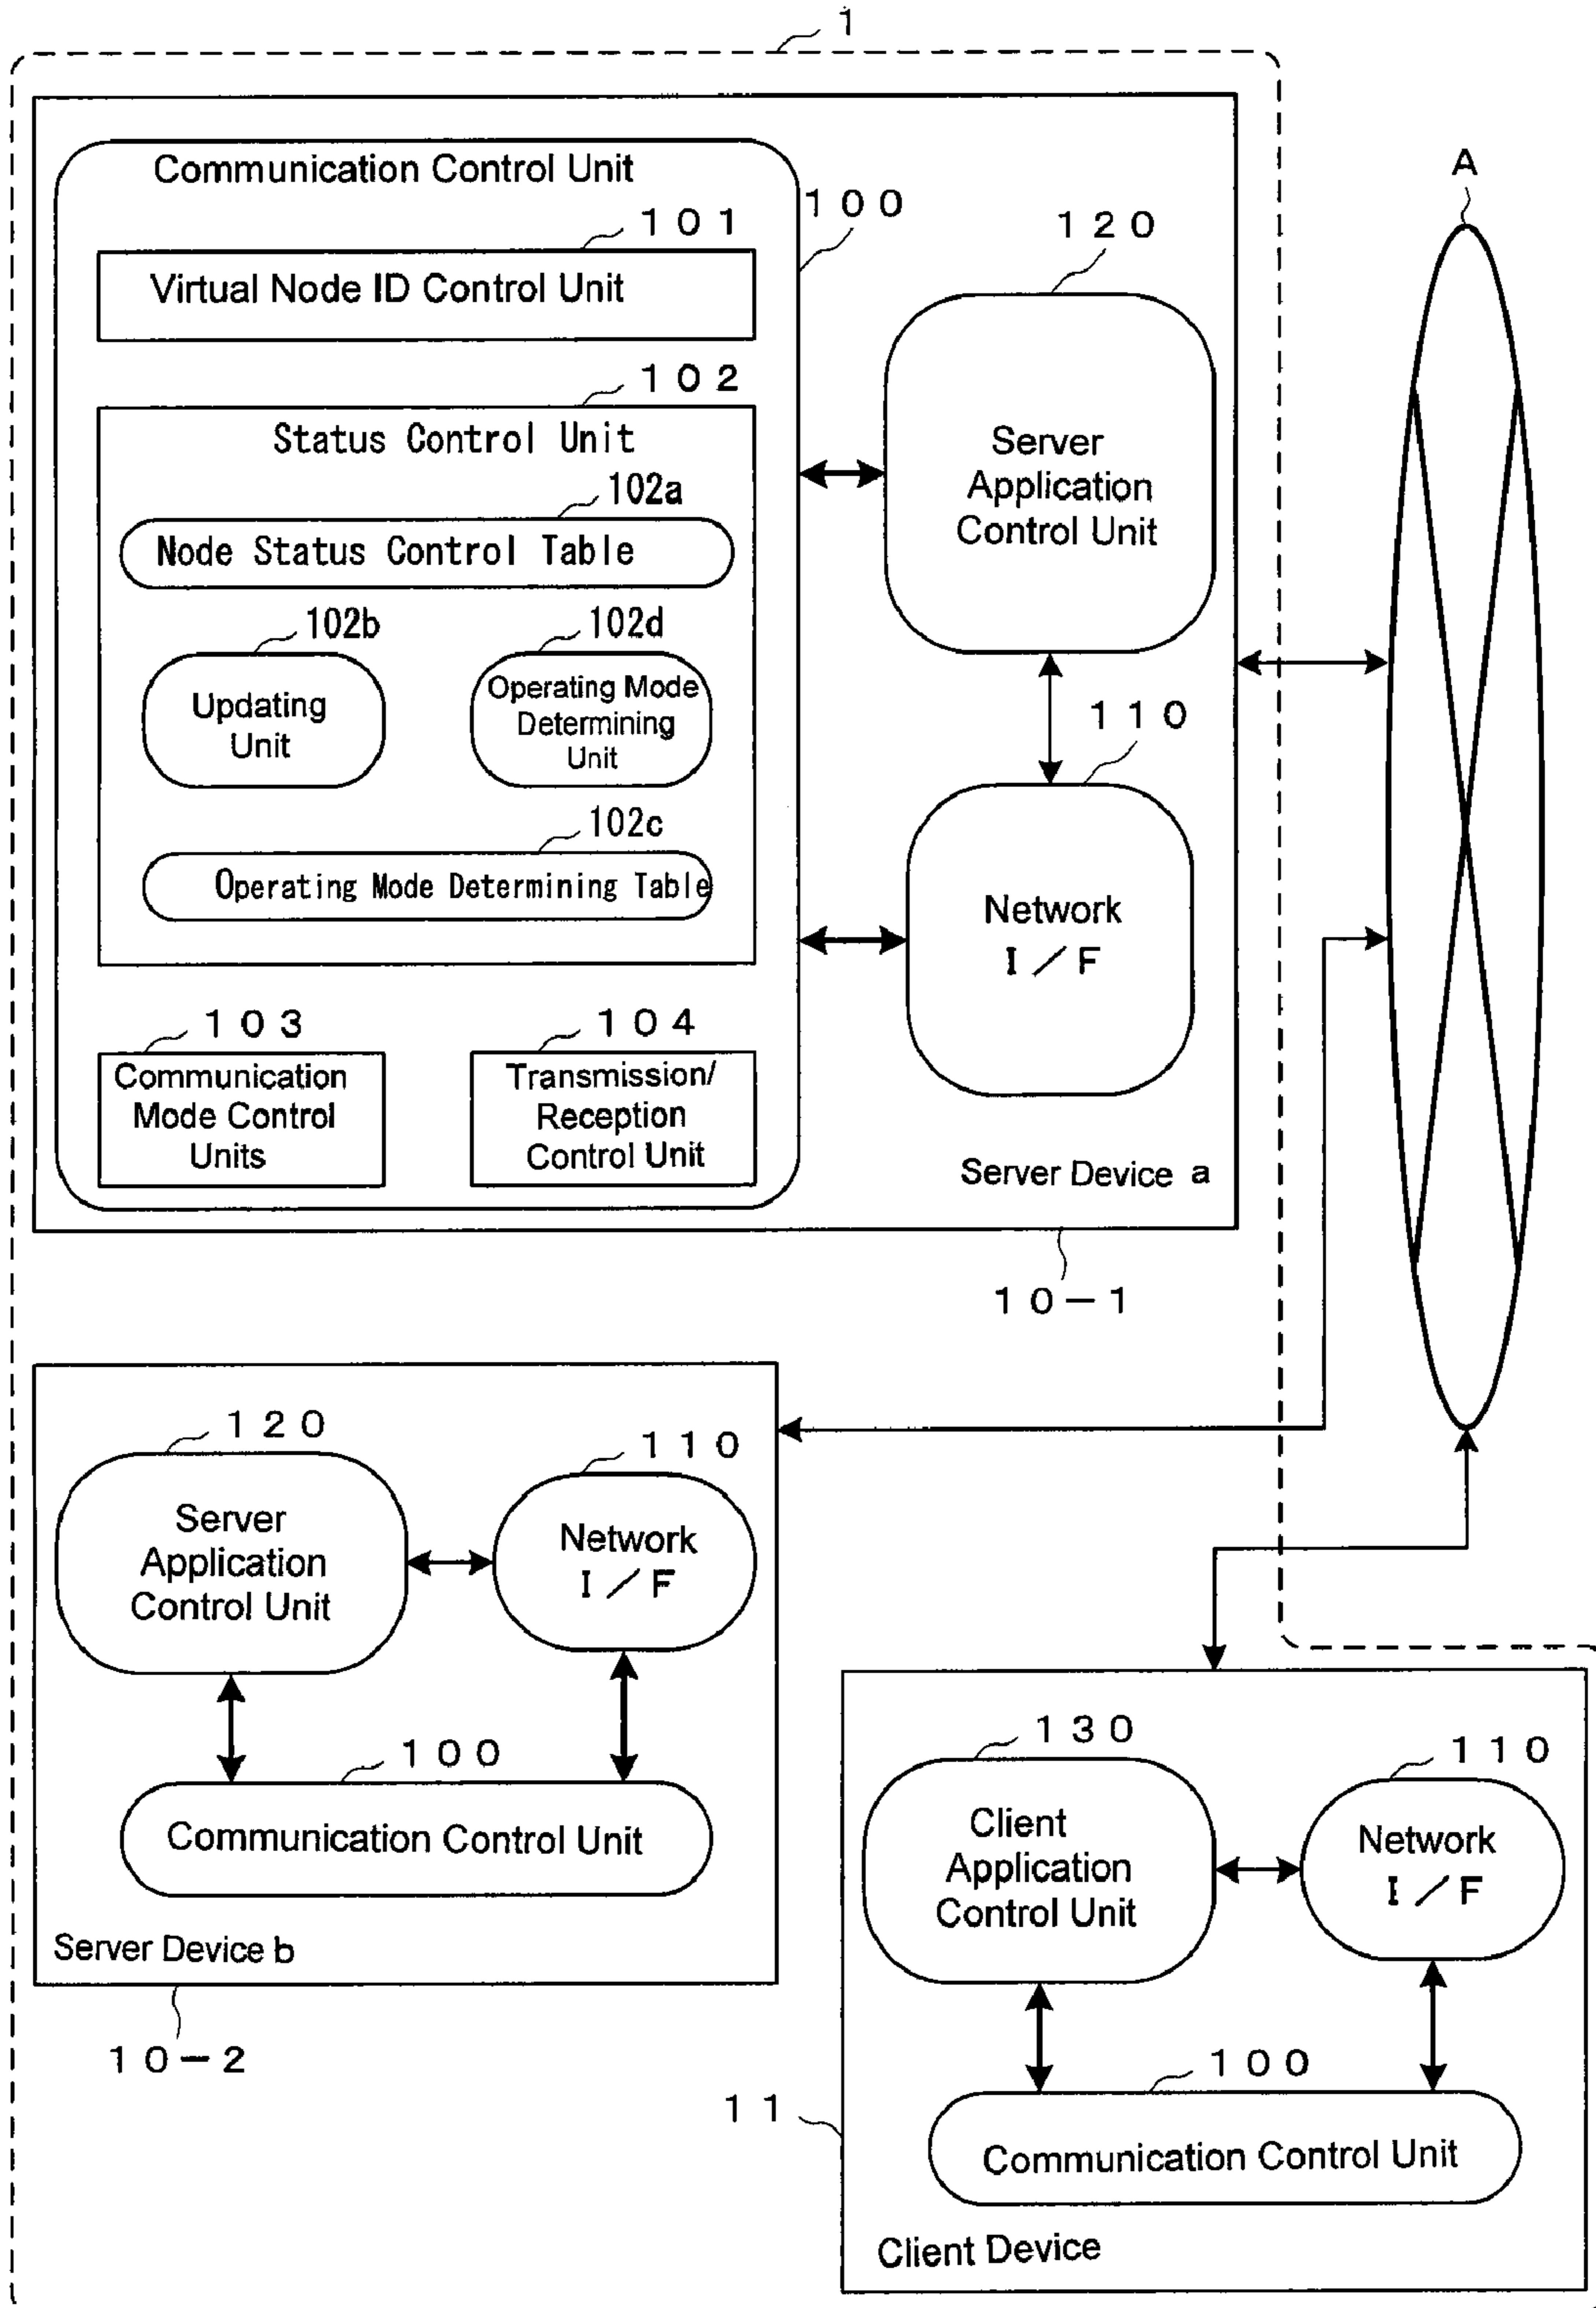 1
Communication Control Unit
100
101
Virtual Node ID Control Unit
102
Status Control Unit
102a
Node Status Control Table
102b
Updating
Unit
102d
Operating Mode
Determining
Unit
102c
Operating Mode Determining Table
103
Communication
Mode Control
Units
104
Transmission/
Reception
Control Unit
120
Server
Application
Control Unit
110
Network
I/F
Server Device a
10-1
A
120
Server
Application
Control Unit
110
Network
I/F
100
Communication Control Unit
Server Device b
10-2
130
Client
Application
Control Unit
110
Network
I/F
100
Communication Control Unit
11
Client Device